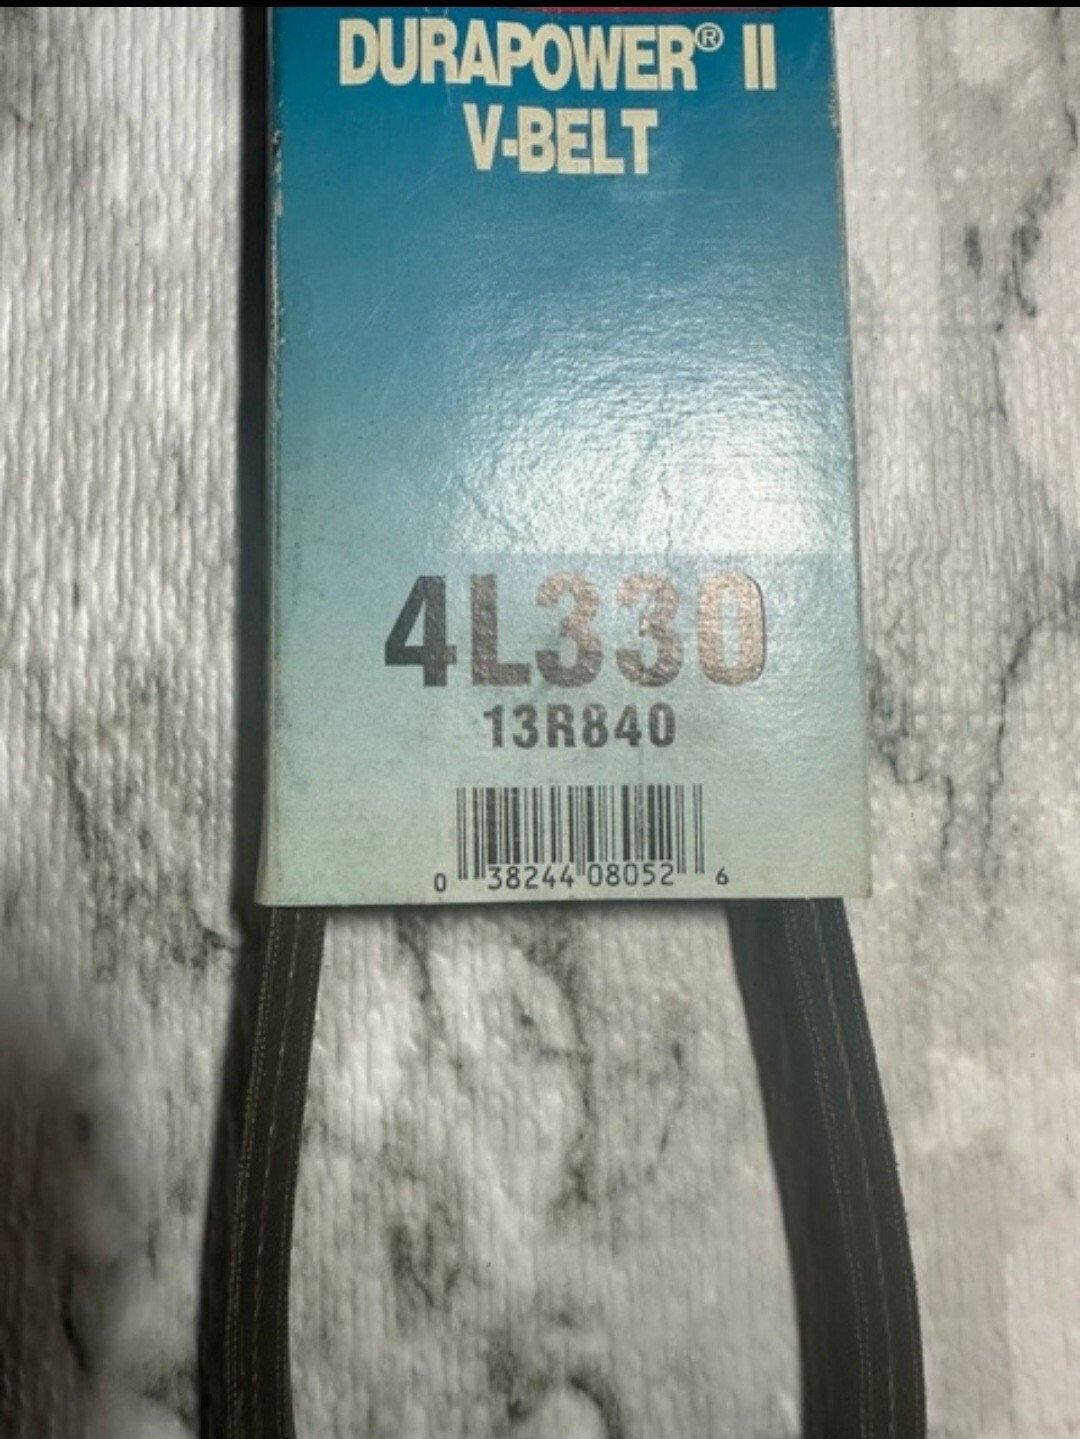 DURAPOWER® II
V-BELT
4L330
13R840
0 38244 08052 6